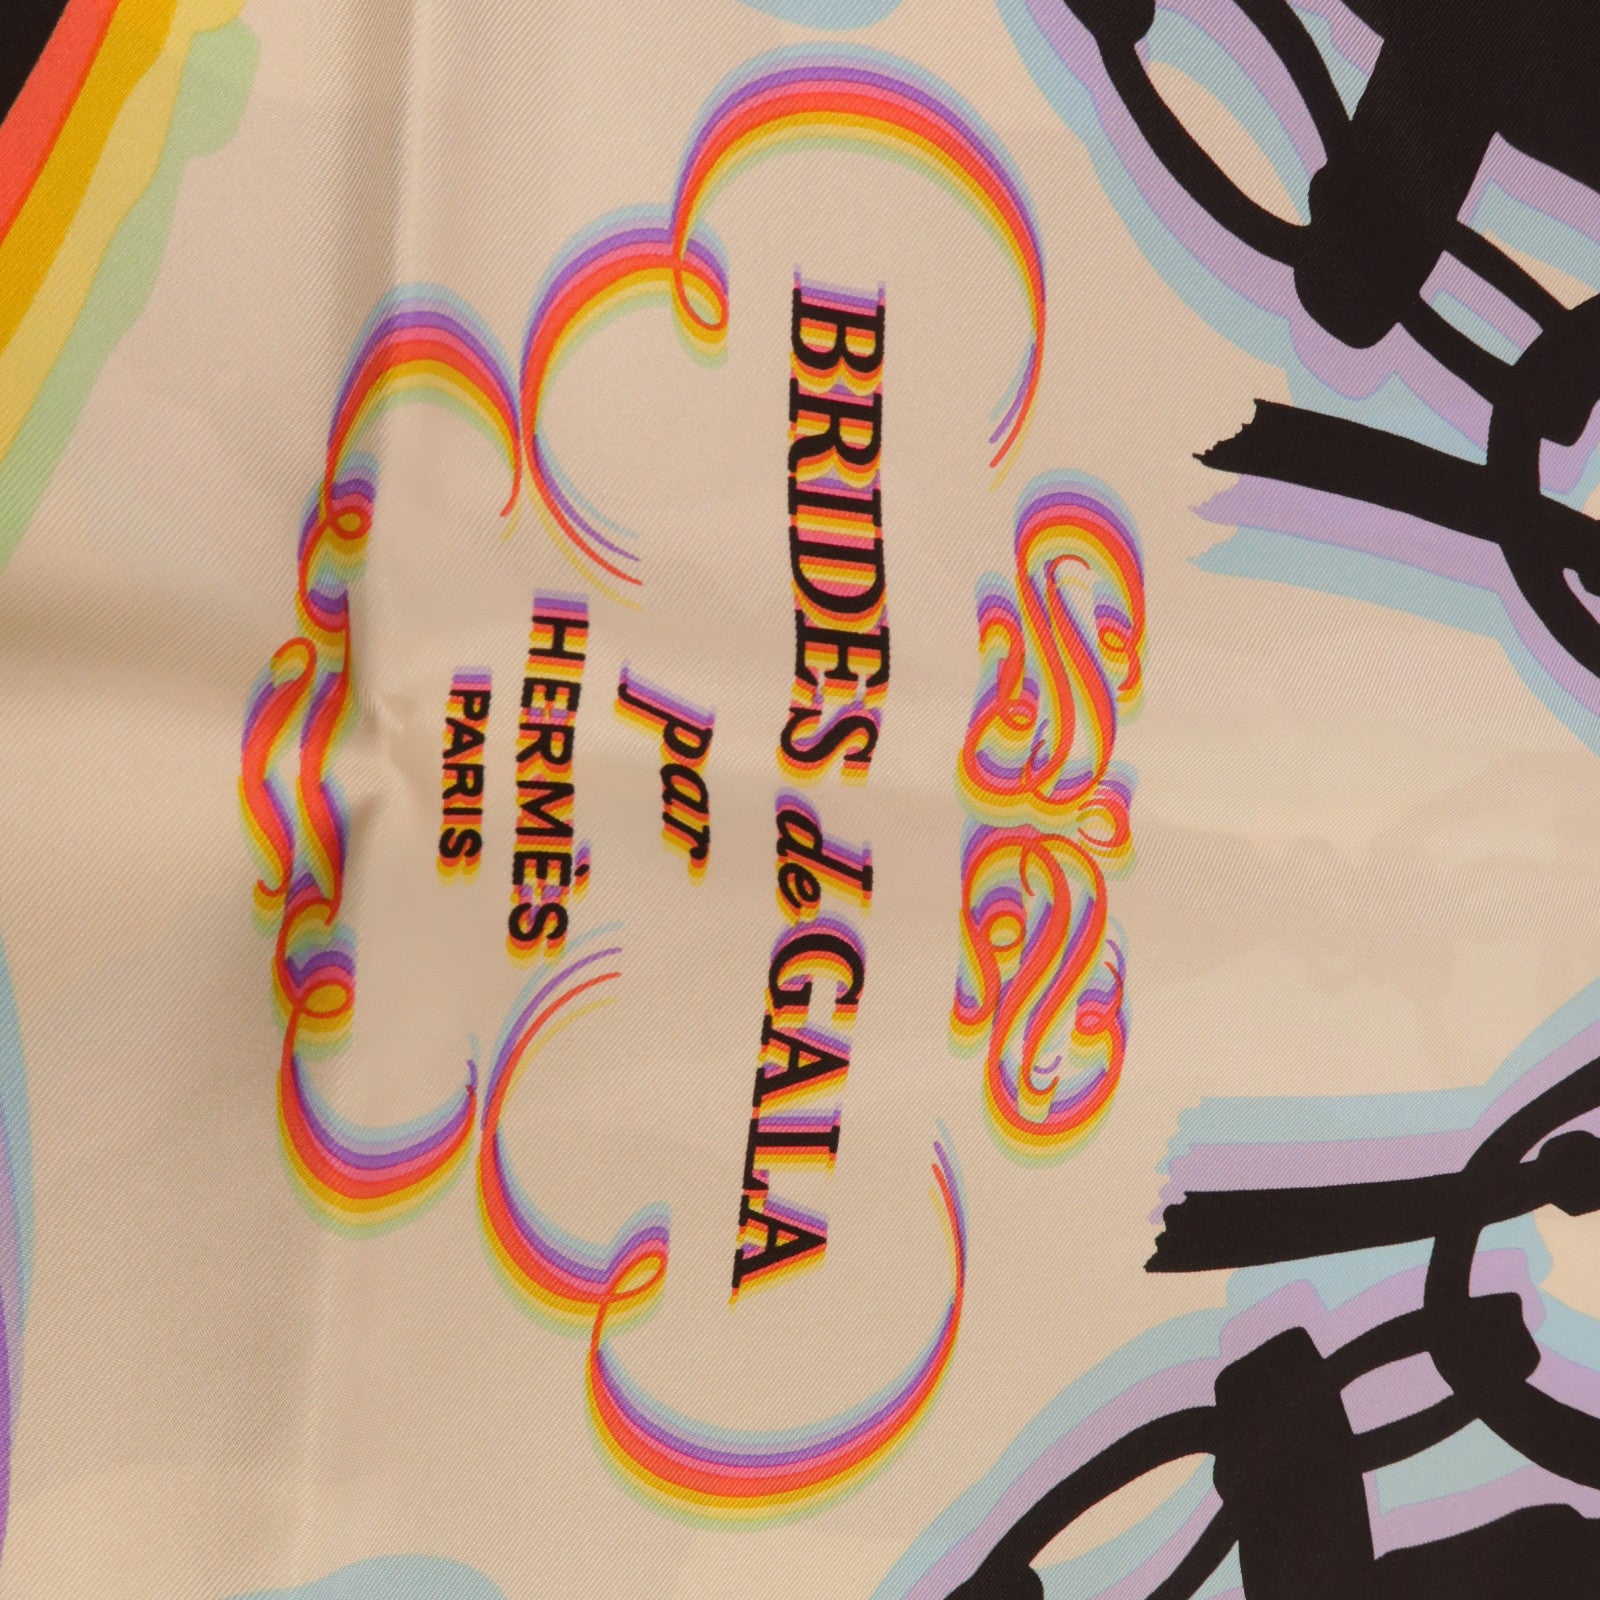 BRIDES de GALA
par
HERMÈS
PARIS